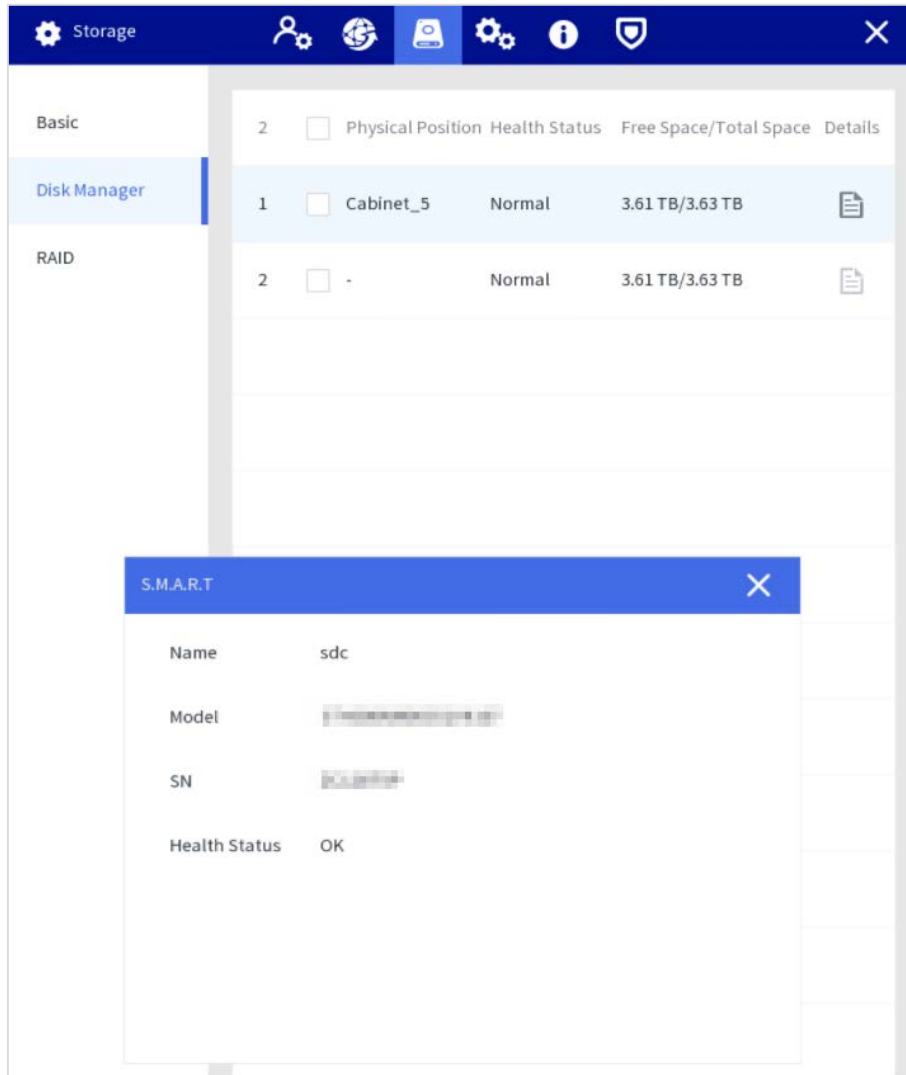 Storage
Basic
Disk Manager
RAID
2 Physical Position Health Status Free Space/Total Space Details
1 Cabinet_5 Normal 3.61 TB/3.63 TB
2 - Normal 3.61 TB/3.63 TB
S.M.A.R.T
Name sdc
Model
SN
Health Status OK